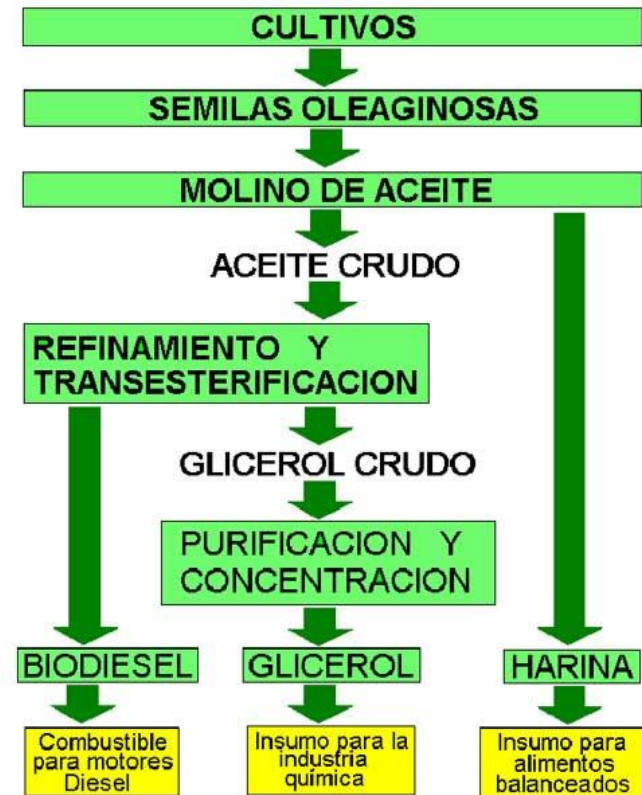 CULTIVOS
SEMILAS OLEAGINOSAS
MOLINO DE ACEITE
ACEITE CRUDO
REFINAMIENTO Y
TRANSESTERIFICACION
GLICEROL CRUDO
PURIFICACION Y
CONCENTRACION
BIODIESEL
GLICEROL
HARINA
Combustible
para motores
Diesel
Insumo para la
industria
química
Insumo para
alimentos
balanceados